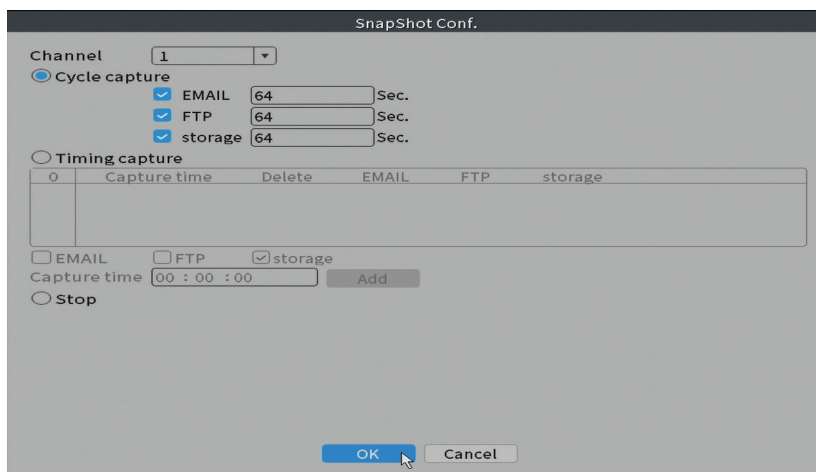 SnapShot Conf.
Channel 1
Cycle capture
EMAIL 64 Sec.
FTP 64 Sec.
storage 64 Sec.
Timing capture
0 Capture time Delete EMAIL FTP storage
EMAIL FTP storage
Capture time 00 : 00 : 00 Add
Stop
OK Cancel